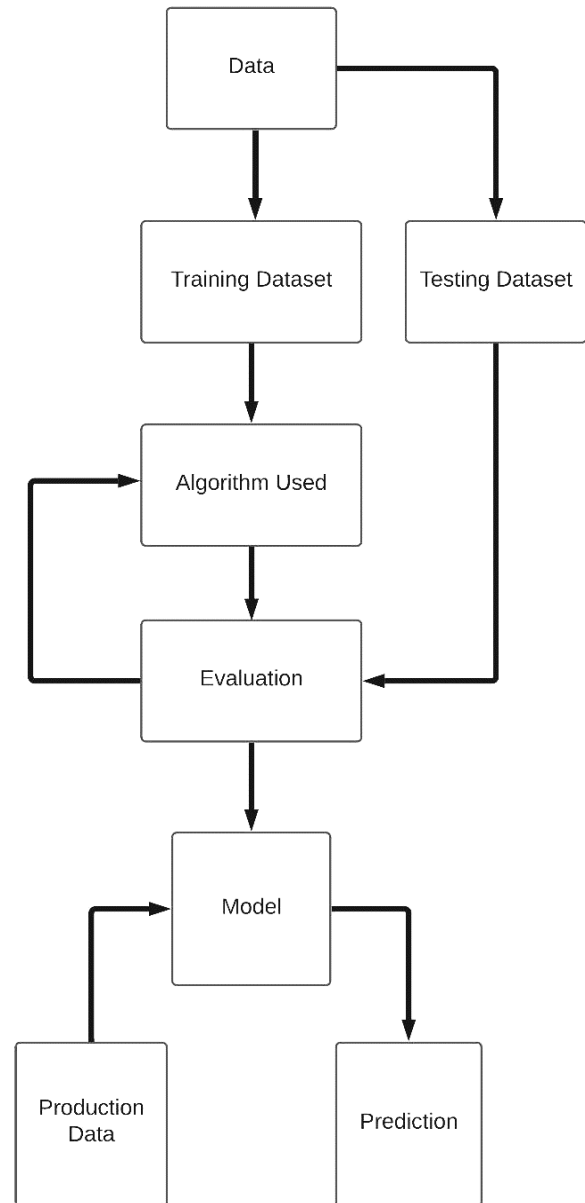 Data
Training Dataset
Testing Dataset
Algorithm Used
Evaluation
Model
Production
Data
Prediction